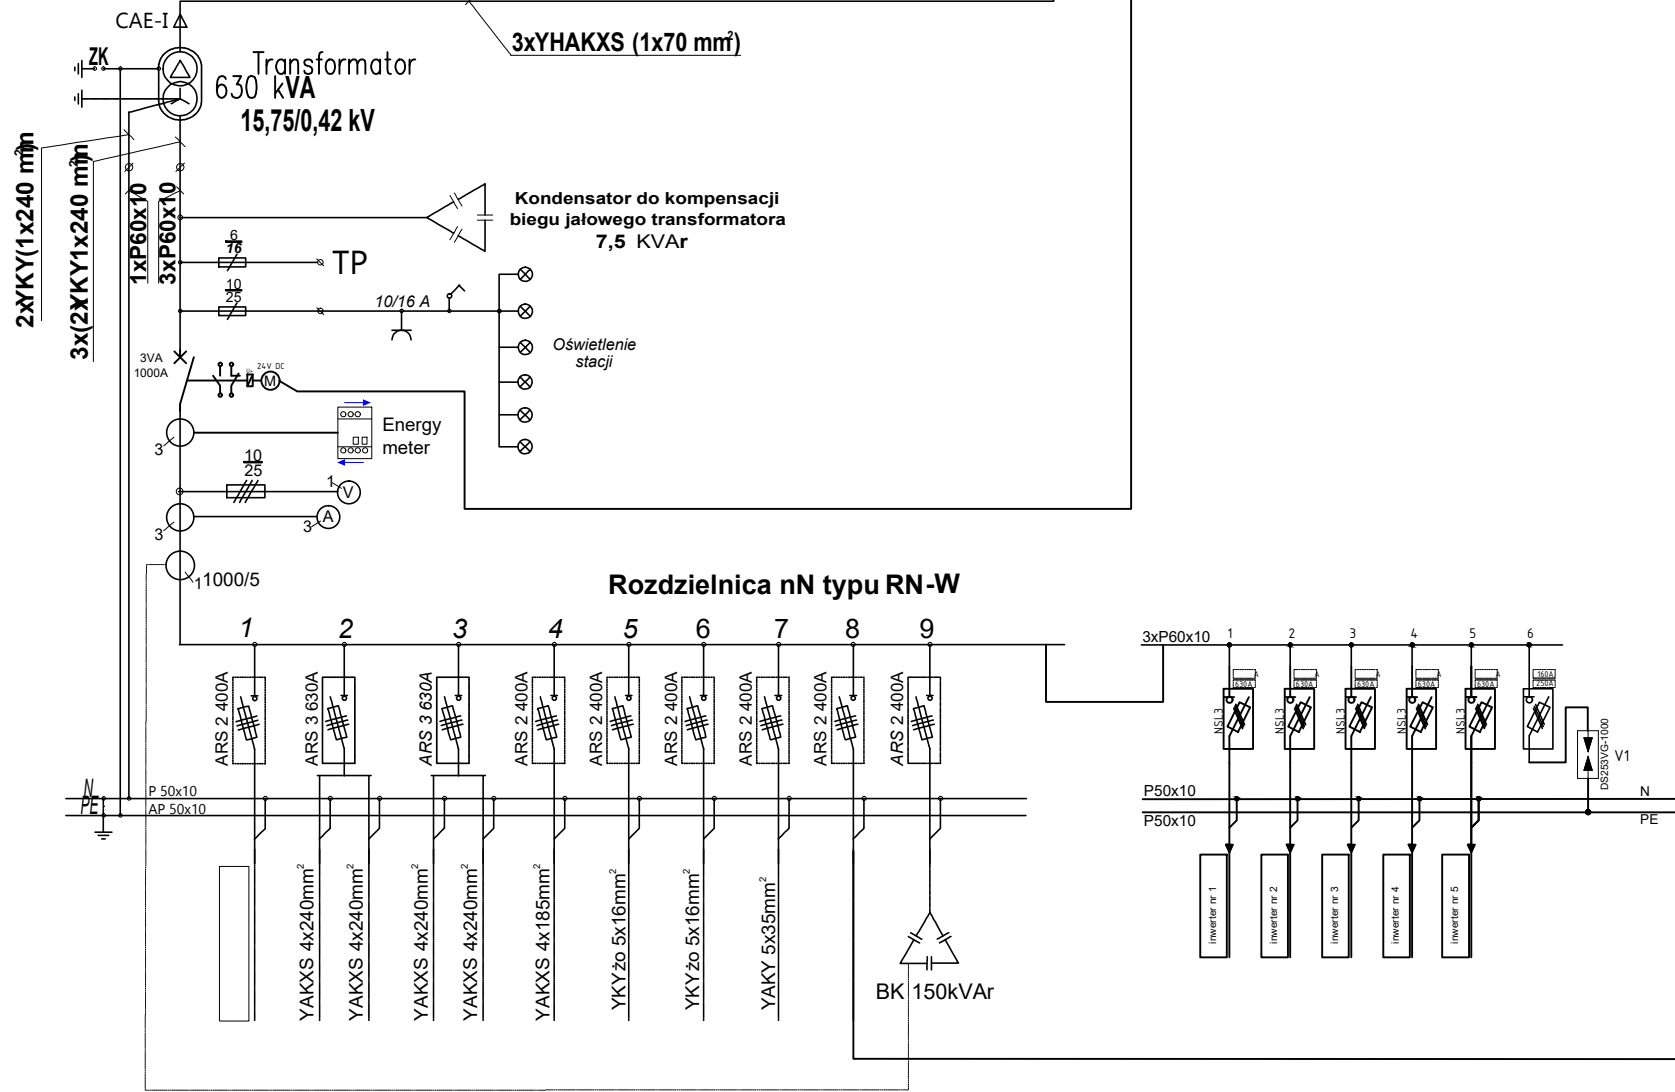 CAE-I
3xYHAKXS (1x70 mm²)
ZK
Transformator
630 kVA
15,75/0,42 kV
2xYKY(1x240 mm²)
3x(2xYKY1x240 mm²)
1xP60x10
3xP60x10
Kondensator do kompensacji
biegu jałowego transformatora
7,5 KVAr
6
16
TP
10
25
10/16 A
Oświetlenie
stacji
3VA
1000A
24V DC
M
3
Energy
meter
10
25
1
V
3
3
A
1
1000/5
Rozdzielnica nN typu RN-W
1
2
3
4
5
6
7
8
9
ARS 2 400A
ARS 3 630A
ARS 3 630A
ARS 2 400A
ARS 2 400A
ARS 2 400A
ARS 2 400A
ARS 2 400A
ARS 2 400A
N
P 50x10
PE
AP 50x10
YAKXS 4x240mm²
YAKXS 4x240mm²
YAKXS 4x240mm²
YAKXS 4x240mm²
YAKXS 4x185mm²
YKYżo 5x16mm²
YKYżo 5x16mm²
YAKY 5x35mm²
BK 150kVAr
3xP60x10
1
2
3
4
5
6
A
630A
A
630A
A
630A
A
630A
A
630A
160A
250A
NSL3
NSL3
NSL3
NSL3
NSL3
DS253VG-1000
V1
P50x10
N
P50x10
PE
inwerter nr 1
inwerter nr 2
inwerter nr 3
inwerter nr 4
inwerter nr 5